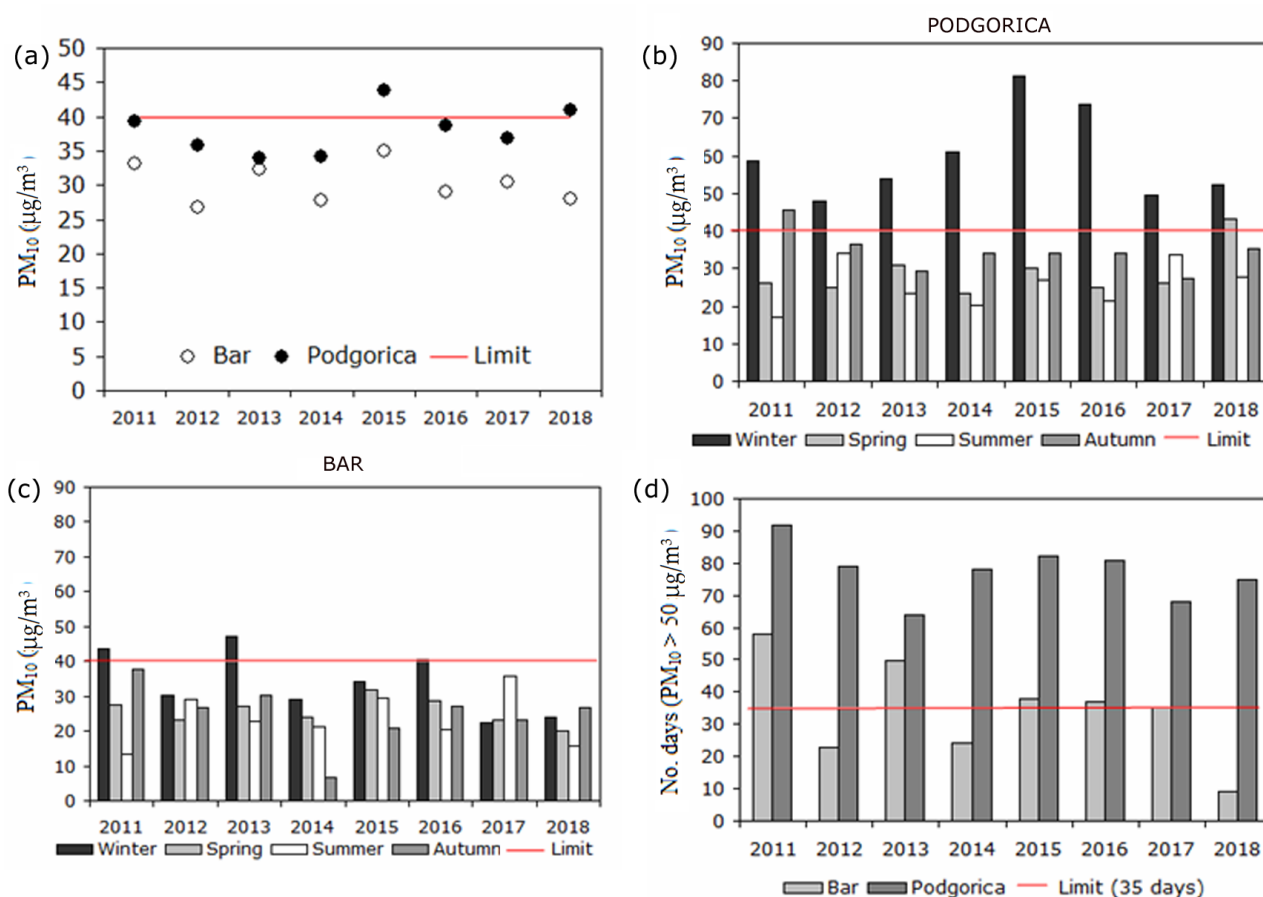 (a)
50
45
40
35
30
25
20
15
10
5
0
PM₁₀ (µg/m³)
Bar Podgorica Limit
2011 2012 2013 2014 2015 2016 2017 2018
PODGORICA
(b)
90
80
70
60
50
40
30
20
10
0
PM₁₀ (µg/m³)
2011 2012 2013 2014 2015 2016 2017 2018
Winter Spring Summer Autumn Limit
BAR
(c)
90
80
70
60
50
40
30
20
10
0
PM₁₀ (µg/m³)
2011 2012 2013 2014 2015 2016 2017 2018
Winter Spring Summer Autumn Limit
(d)
100
90
80
70
60
50
40
30
20
10
0
No. days (PM₁₀ > 50 µg/m³)
2011 2012 2013 2014 2015 2016 2017 2018
Bar Podgorica Limit (35 days)